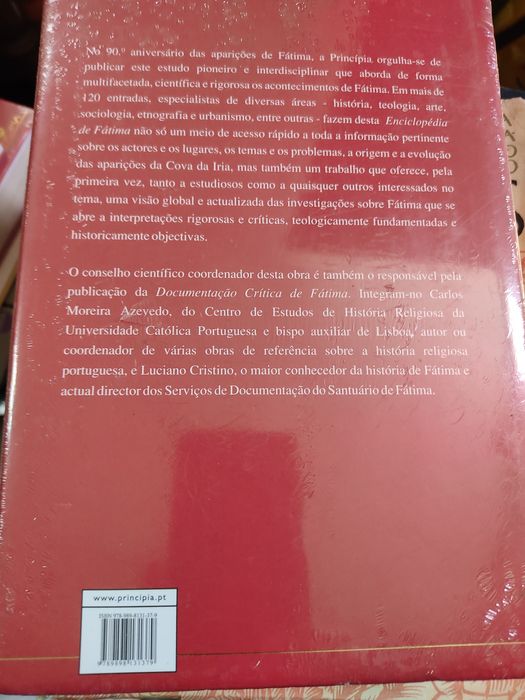 No 90.º aniversário das aparições de Fátima, a Princípia orgulha-se de
publicar este estudo pioneiro e interdisciplinar que aborda de forma
multifacetada, científica e rigorosa os acontecimentos de Fátima. Em mais de
120 entradas, especialistas de diversas áreas - história, teologia, arte,
sociologia, etnografia e urbanismo, entre outras - fazem desta Enciclopédia
de Fátima não só um meio de acesso rápido a toda a informação pertinente
sobre os actores e os lugares, os temas e os problemas, a origem e a evolução
das aparições da Cova da Iria, mas também um trabalho que oferece, pela
primeira vez, tanto a estudiosos como a quaisquer outros interessados no
tema, uma visão global e actualizada das investigações sobre Fátima que se
abre a interpretações rigorosas e críticas, teologicamente fundamentadas e
historicamente objectivas.
O conselho científico coordenador desta obra é também o responsável pela
publicação da Documentação Crítica de Fátima. Integram-no Carlos
Moreira Azevedo, do Centro de Estudos de História Religiosa da
Universidade Católica Portuguesa e bispo auxiliar de Lisboa, autor ou
coordenador de várias obras de referência sobre a história religiosa
portuguesa, e Luciano Cristino, o maior conhecedor da história de Fátima e
actual director dos Serviços de Documentação do Santuário de Fátima.
www.principia.pt
ISBN 978-989-8131-37-9
9789898131379